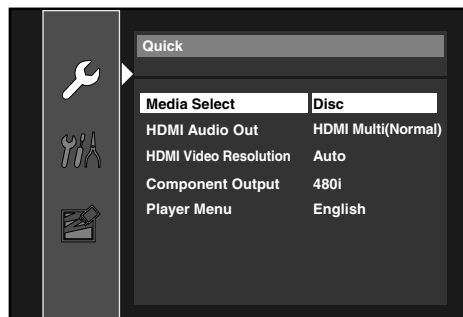 Quick
Media Select Disc
HDMI Audio Out HDMI Multi(Normal)
HDMI Video Resolution Auto
Component Output 480i
Player Menu English